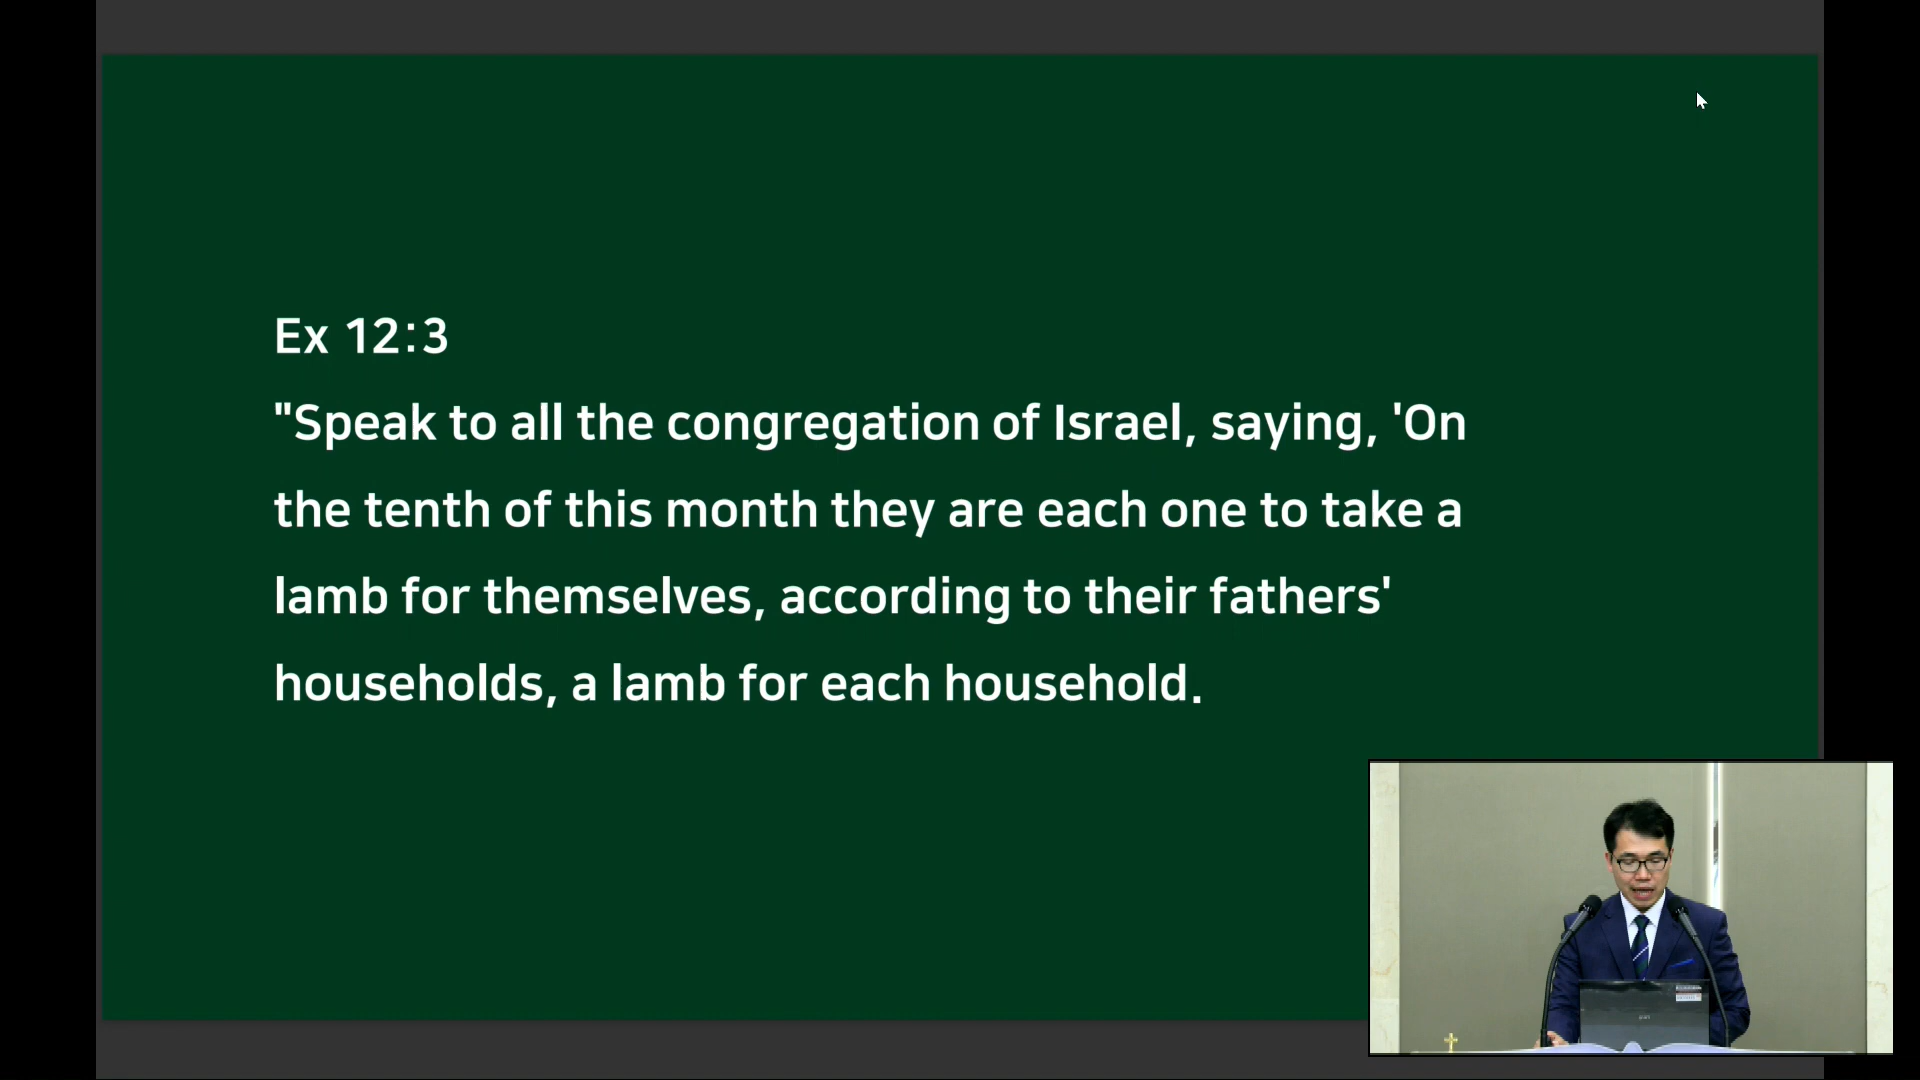 Ex 12:3
"Speak to all the congregation of Israel, saying, 'On
the tenth of this month they are each one to take a
lamb for themselves, according to their fathers'
households, a lamb for each household.